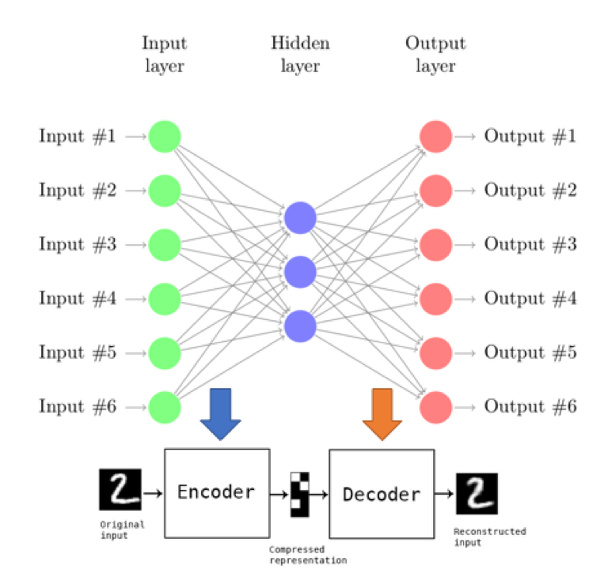 Input
layer
Hidden
layer
Output
layer
Input #1
Output #1
Input #2
Output #2
Input #3
Output #3
Input #4
Output #4
Input #5
Output #5
Input #6
Output #6
2
Encoder
Decoder
2
Original
input
Compressed
representation
Reconstructed
input